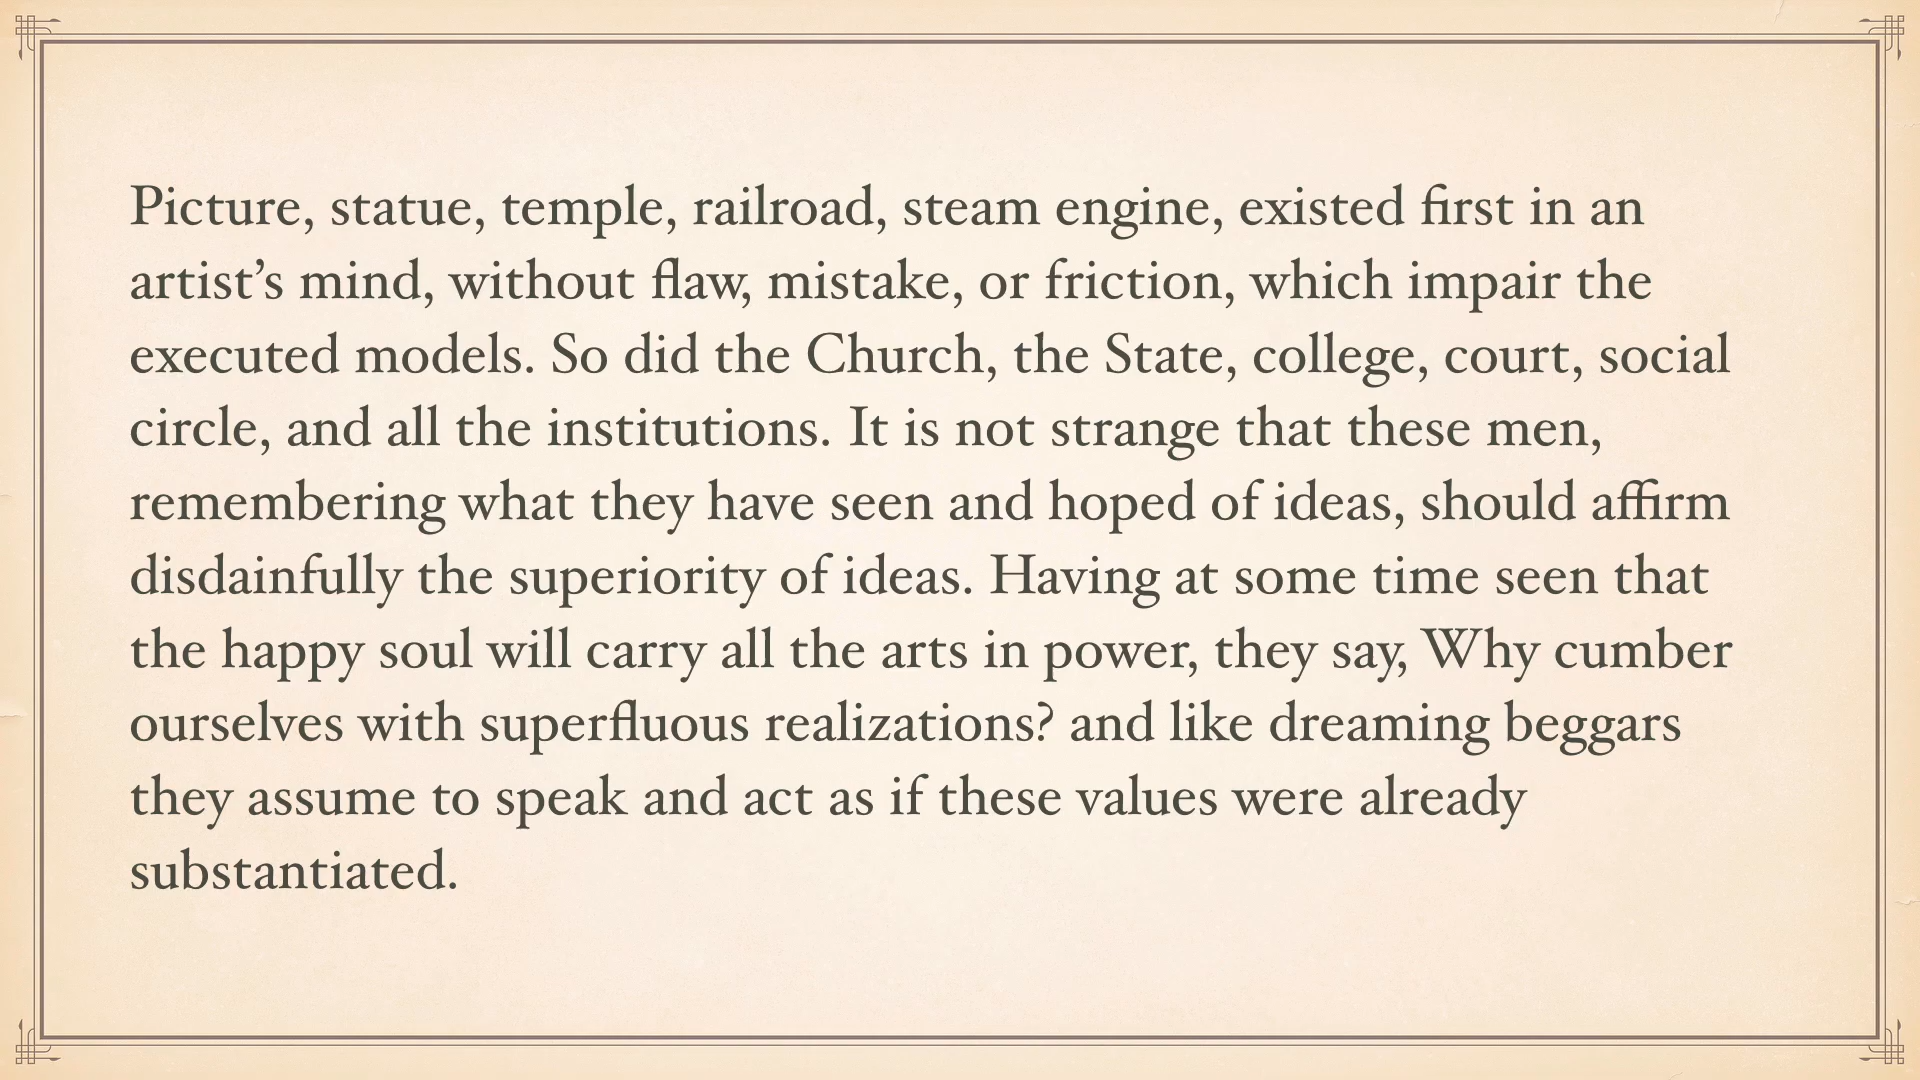 Picture, statue, temple, railroad, steam engine, existed first in an
artist’s mind, without flaw, mistake, or friction, which impair the
executed models. So did the Church, the State, college, court, social
circle, and all the institutions. It is not strange that these men,
remembering what they have seen and hoped of ideas, should affirm
disdainfully the superiority of ideas. Having at some time seen that
the happy soul will carry all the arts in power, they say, Why cumber
ourselves with superfluous realizations? and like dreaming beggars
they assume to speak and act as if these values were already
substantiated.